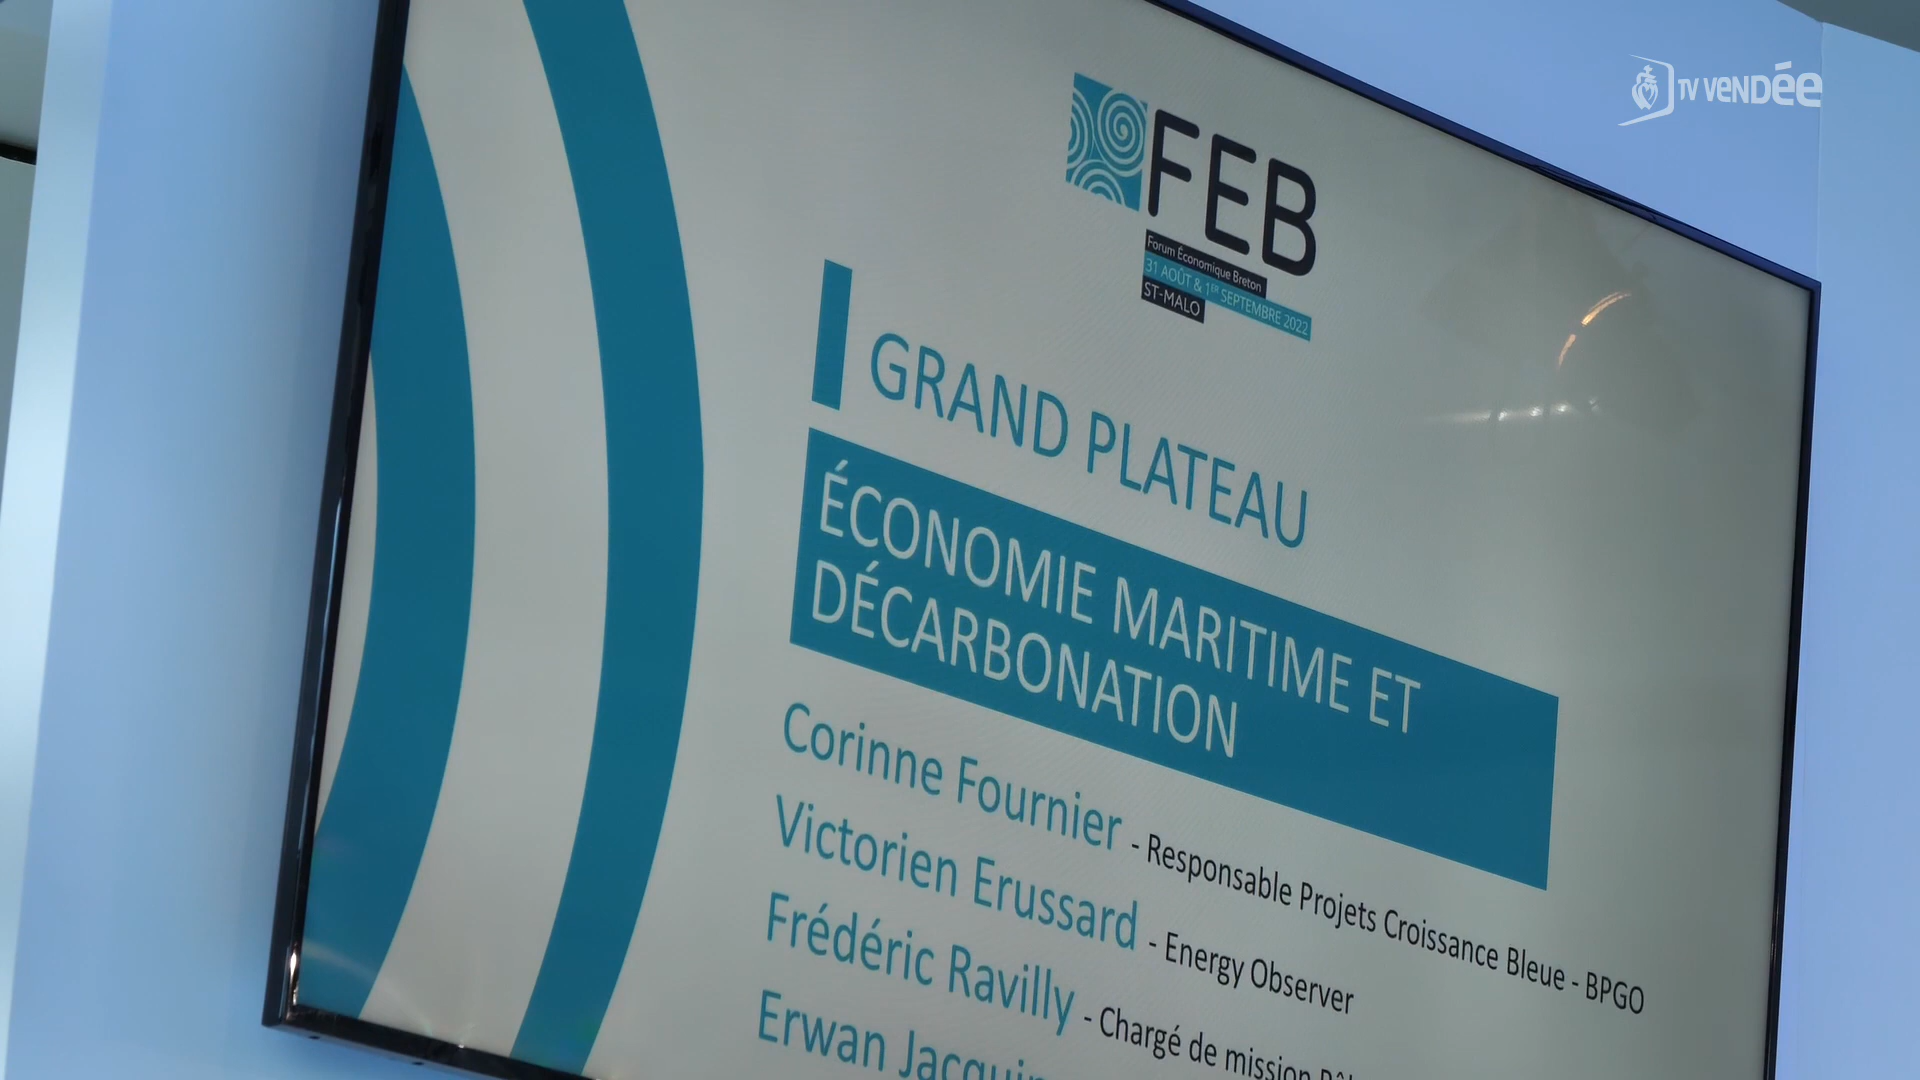 TV VENDÉE
FEB
Forum Économique Breton
31 AOÛT & 1ER SEPTEMBRE 2022
ST-MALO
GRAND PLATEAU
ÉCONOMIE MARITIME ET
DÉCARBONATION
Corinne Fournier - Responsable Projets Croissance Bleue - BPGO
Victorien Erussard - Energy Observer
Frédéric Ravilly - Chargé de mission
Erwan